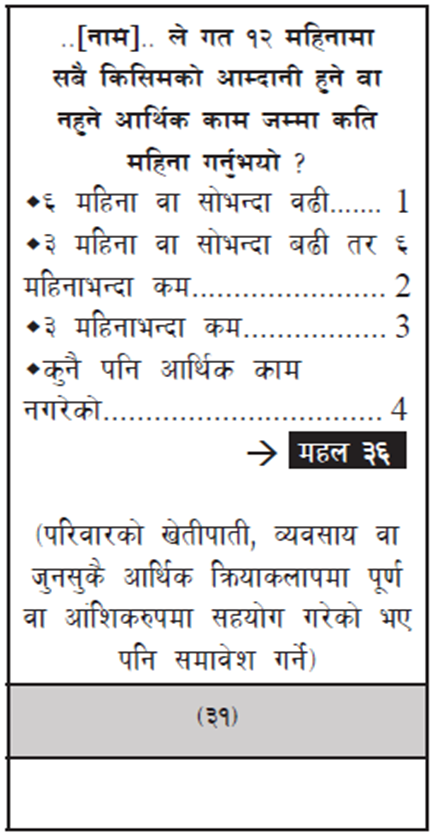 ..[नाम].. ले गत १२ महिनामा
सबै किसिमको आम्दानी हुने वा
नहुने आर्थिक काम जम्मा कति
महिना गर्नुभयो ?
◆६ महिना वा सोभन्दा वढी....... 1
◆३ महिना वा सोभन्दा बढी तर ६
महिनाभन्दा कम....................... 2
◆३ महिनाभन्दा कम................. 3
◆कुनै पनि आर्थिक काम
नगरेको................................. 4
→ महल ३६
(परिवारको खेतीपाती, व्यवसाय वा
जुनसुकै आर्थिक क्रियाकलापमा पूर्ण
वा आंशिकरुपमा सहयोग गरेको भए
पनि समावेश गर्ने)
(३१)